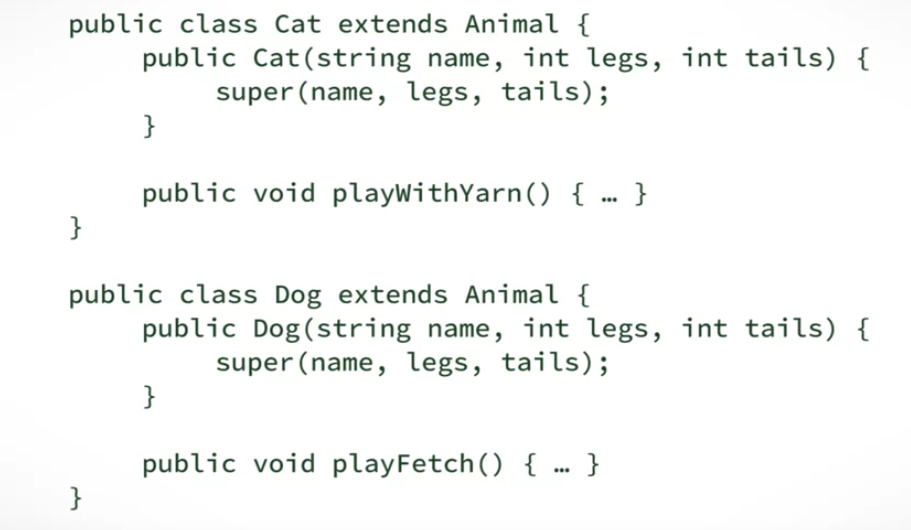 public class Cat extends Animal {
public Cat(string name, int legs, int tails) {
super(name, legs, tails);
}
public void playWithYarn() { … }
}
public class Dog extends Animal {
public Dog(string name, int legs, int tails) {
super(name, legs, tails);
}
public void playFetch() { … }
}